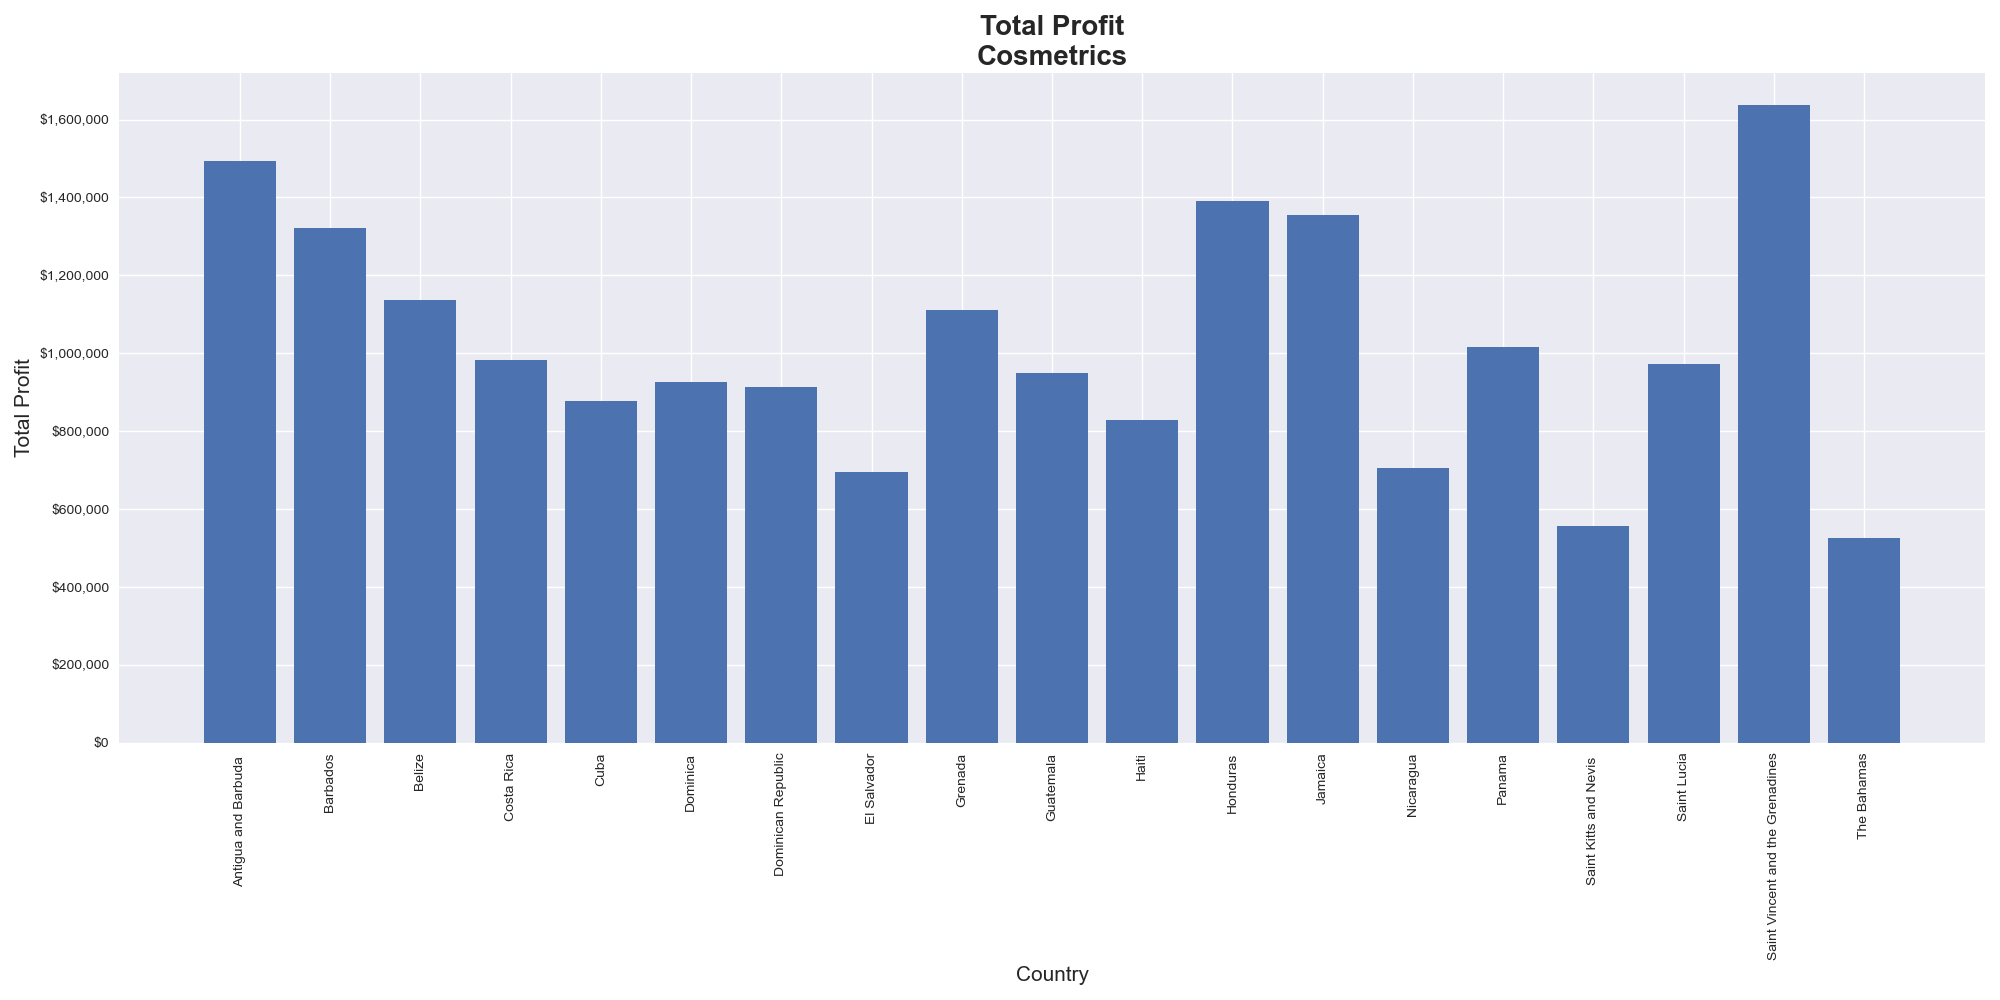 Total Profit
Cosmetrics
$1,600,000
$1,400,000
$1,200,000
$1,000,000
$800,000
$600,000
$400,000
$200,000
$0
Total Profit
Antigua and Barbuda
Barbados
Belize
Costa Rica
Cuba
Dominica
Dominican Republic
El Salvador
Grenada
Guatemala
Haiti
Honduras
Jamaica
Nicaragua
Panama
Saint Kitts and Nevis
Saint Lucia
Saint Vincent and the Grenadines
The Bahamas
Country